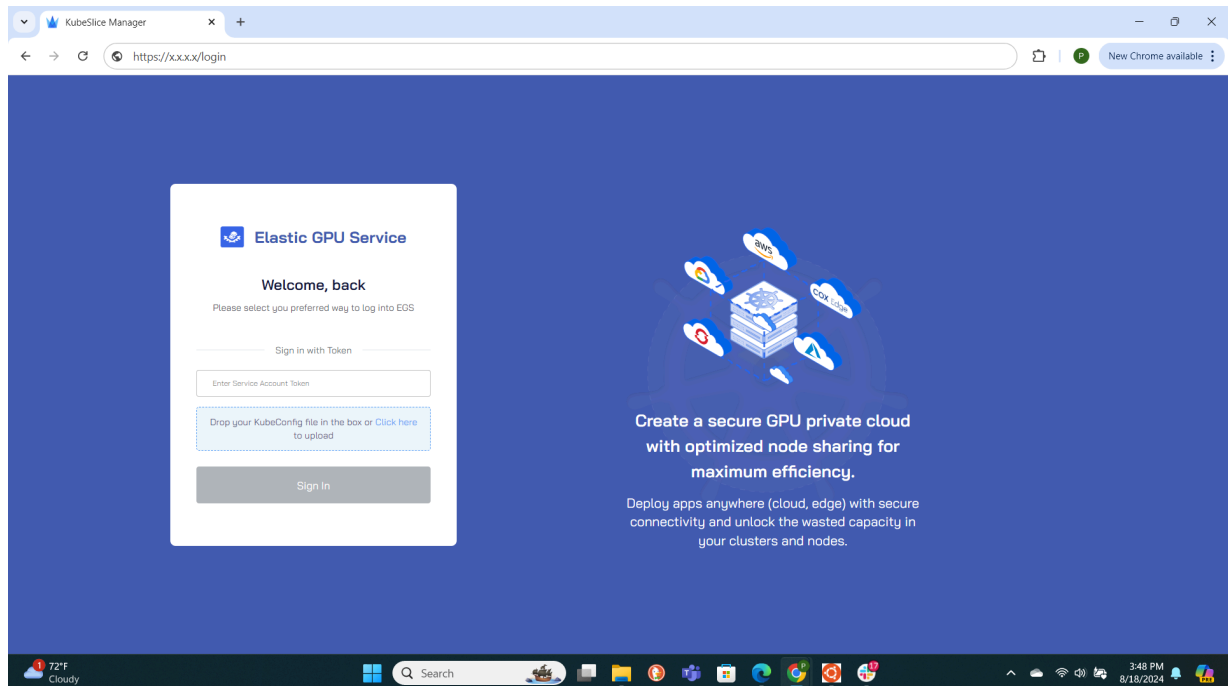 KubeSlice Manager
https://x.x.x.x/login
P
New Chrome available
Elastic GPU Service
Welcome, back
Please select you preferred way to log into EGS
Sign in with Token
Enter Service Account Token
Drop your KubeConfig file in the box or Click here
to upload
Sign In
aws
COX Edge
Create a secure GPU private cloud
with optimized node sharing for
maximum efficiency.
Deploy apps anywhere (cloud, edge) with secure
connectivity and unlock the wasted capacity in
your clusters and nodes.
1
72°F
Cloudy
Search
P
17
3:48 PM
8/18/2024
PRE